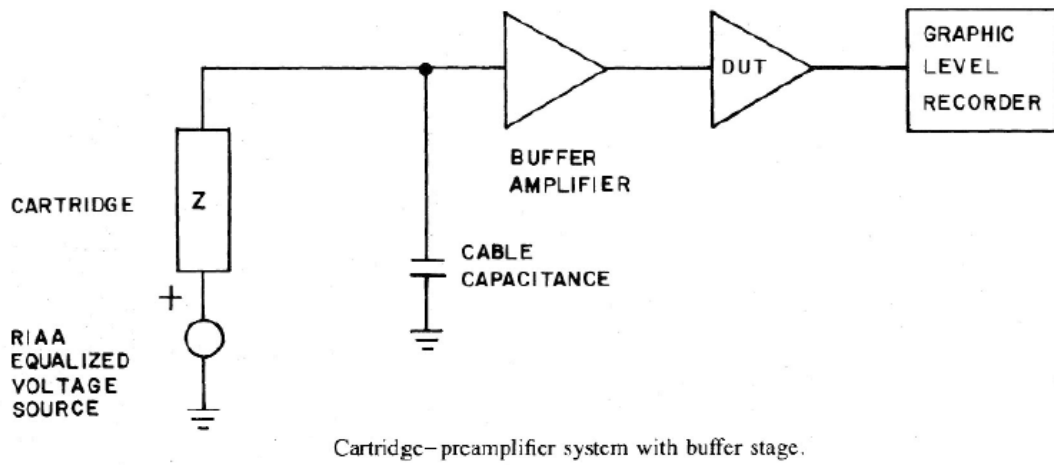 GRAPHIC
LEVEL
RECORDER
DUT
BUFFER
AMPLIFIER
CARTRIDGE
Z
CABLE
CAPACITANCE
+
RIAA
EQUALIZED
VOLTAGE
SOURCE
Cartridge–preamplifier system with buffer stage.